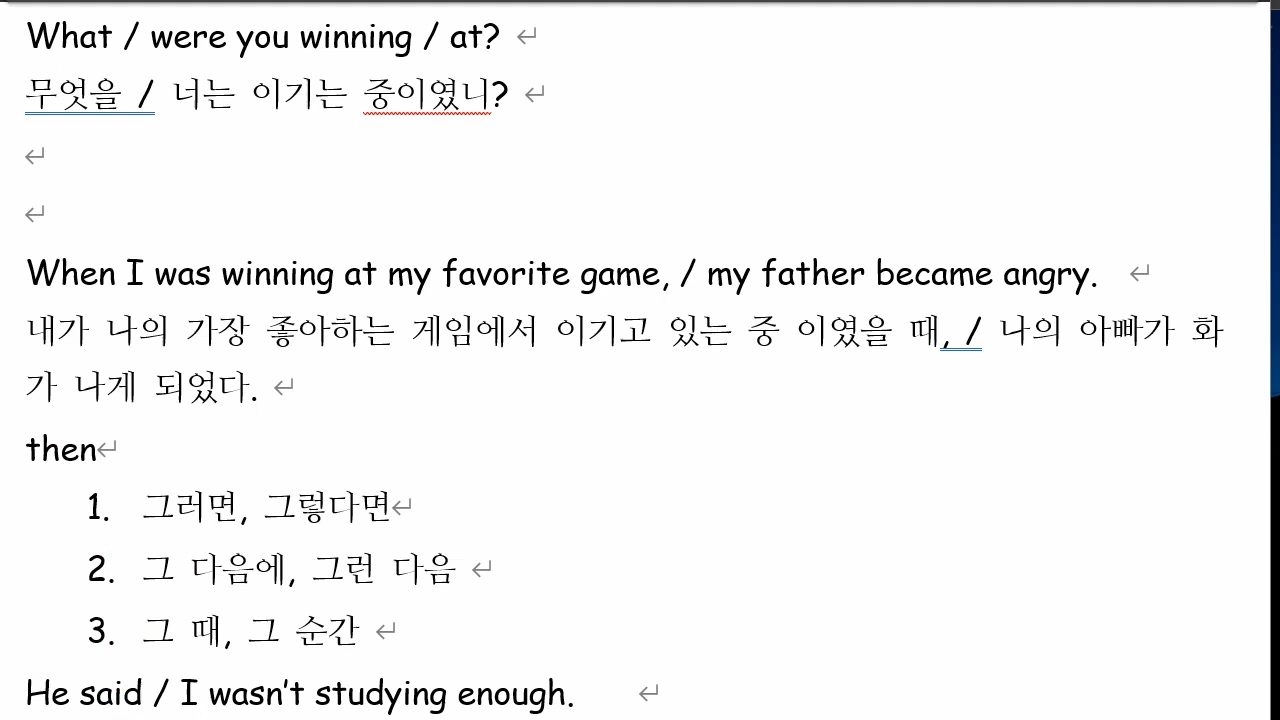 What / were you winning / at?
무엇을 / 너는 이기는 중이였니?
When I was winning at my favorite game, / my father became angry.
내가 나의 가장 좋아하는 게임에서 이기고 있는 중 이였을 때, / 나의 아빠가 화
가 나게 되었다.
then
1. 그러면, 그렇다면
2. 그 다음에, 그런 다음
3. 그 때, 그 순간
He said / I wasn't studying enough.